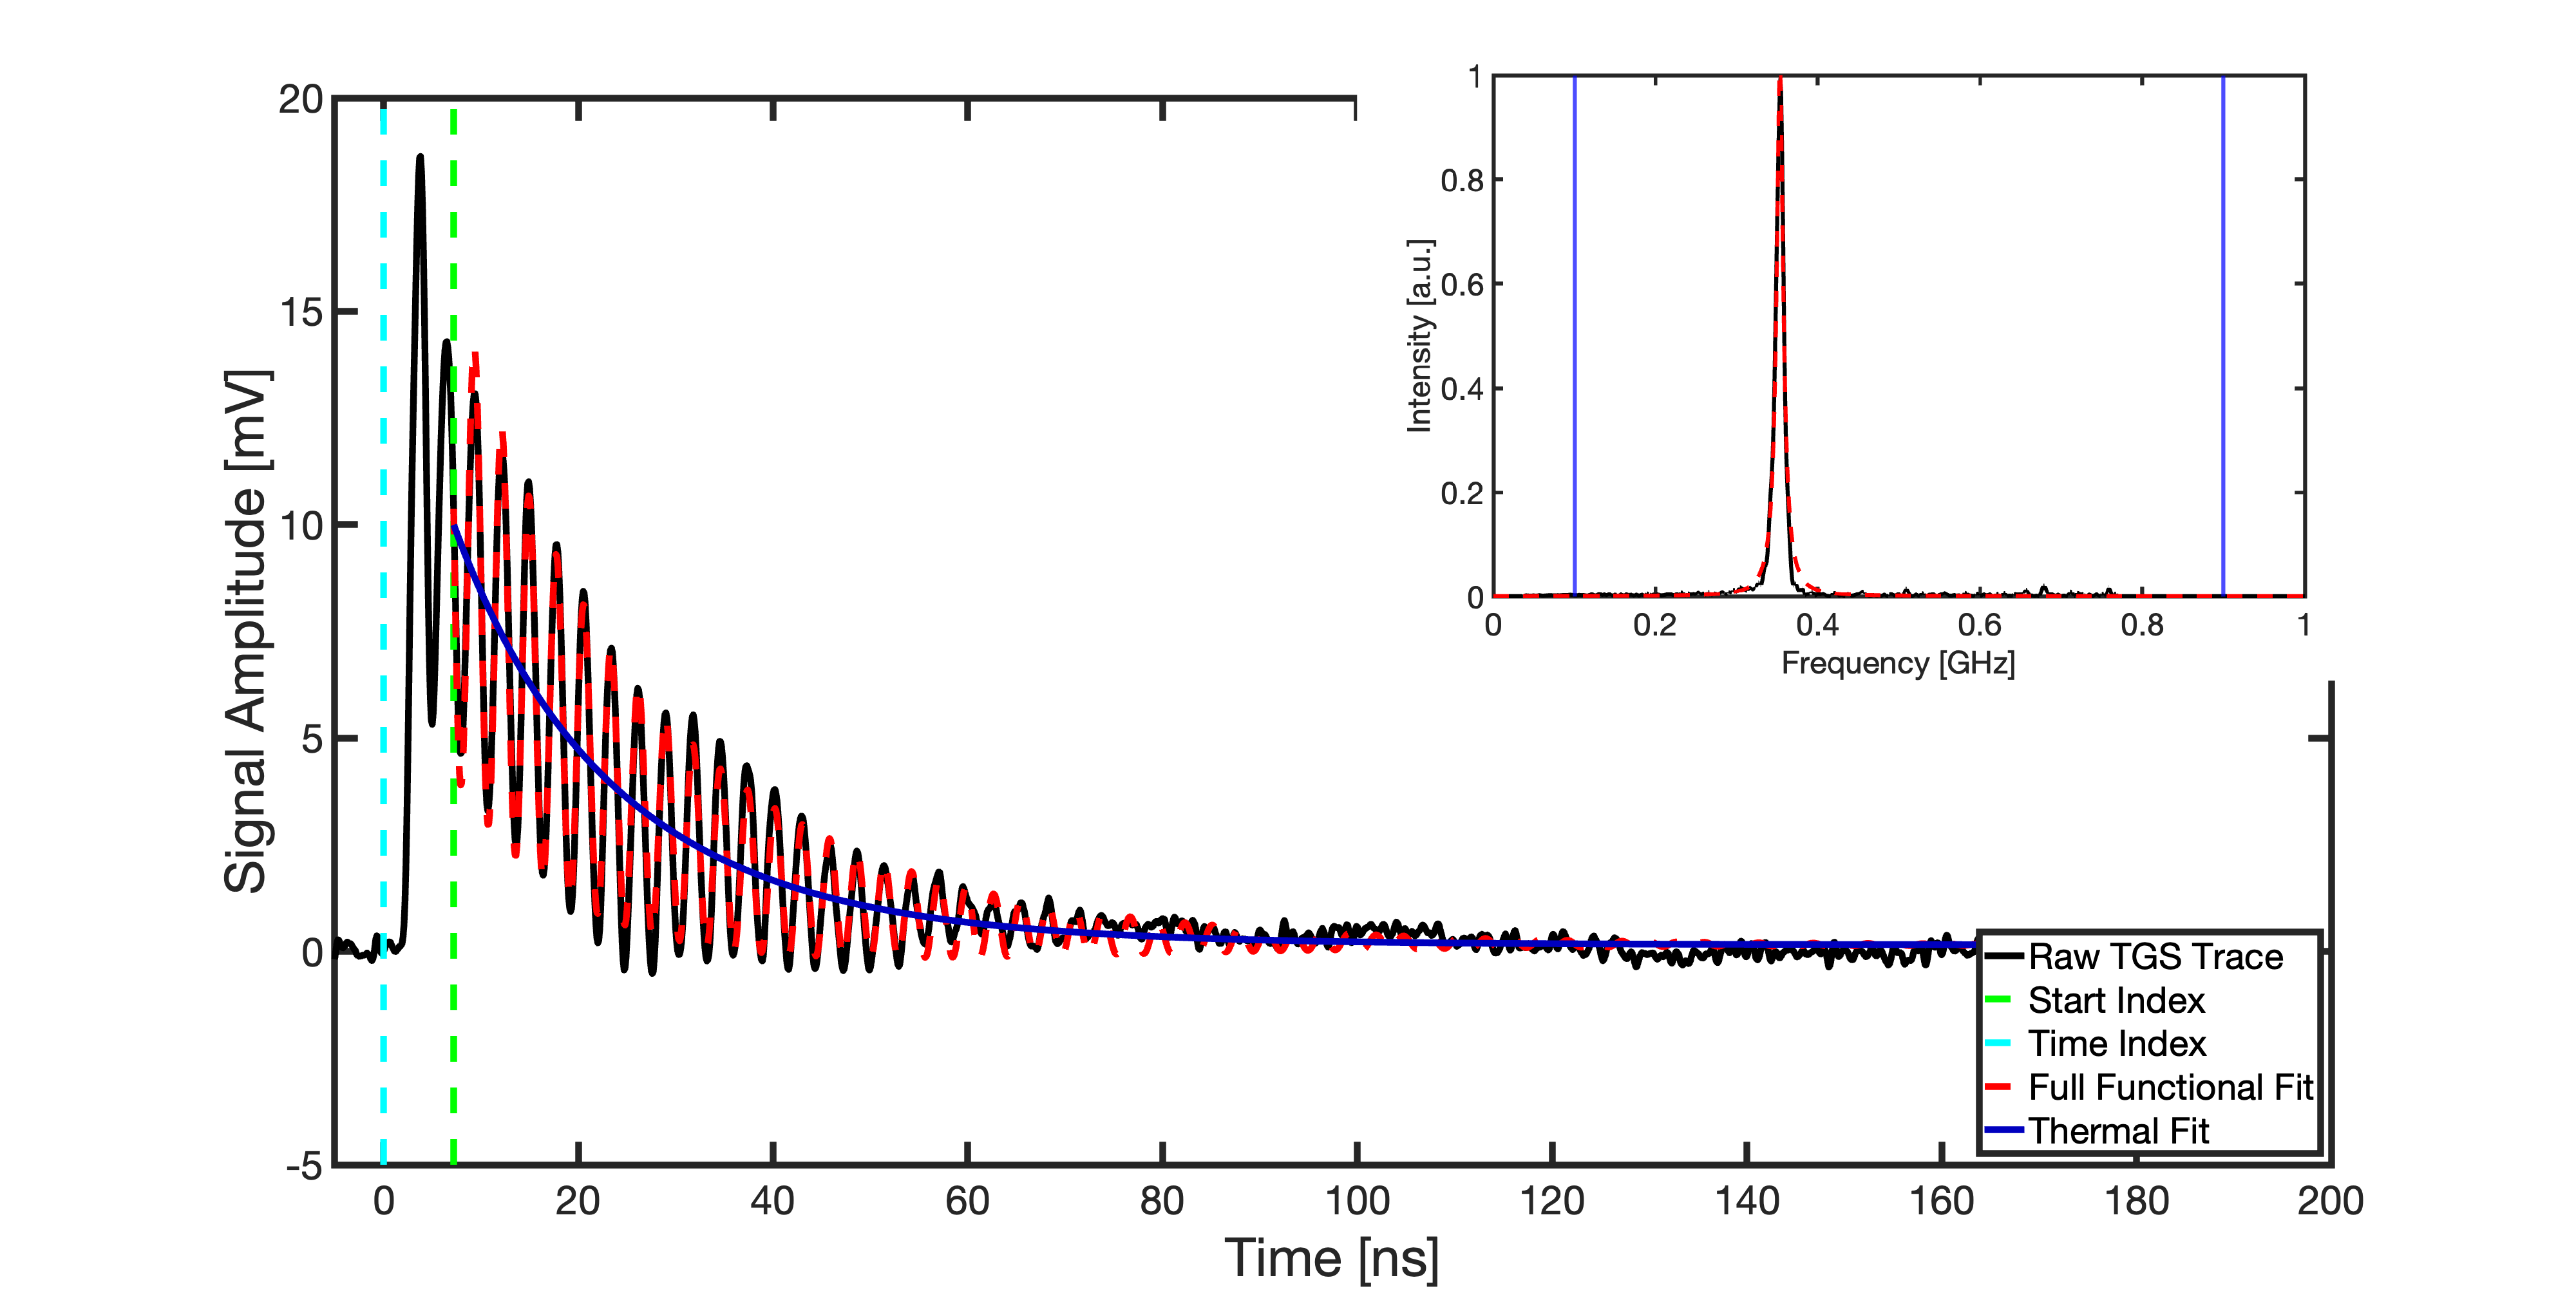 20
15
10
5
0
-5
Signal Amplitude [mV]
0 20 40 60 80 100 120 140 160 180 200
Time [ns]
1
0.8
0.6
0.4
0.2
0
Intensity [a.u.]
0 0.2 0.4 0.6 0.8 1
Frequency [GHz]
Raw TGS Trace
Start Index
Time Index
Full Functional Fit
Thermal Fit